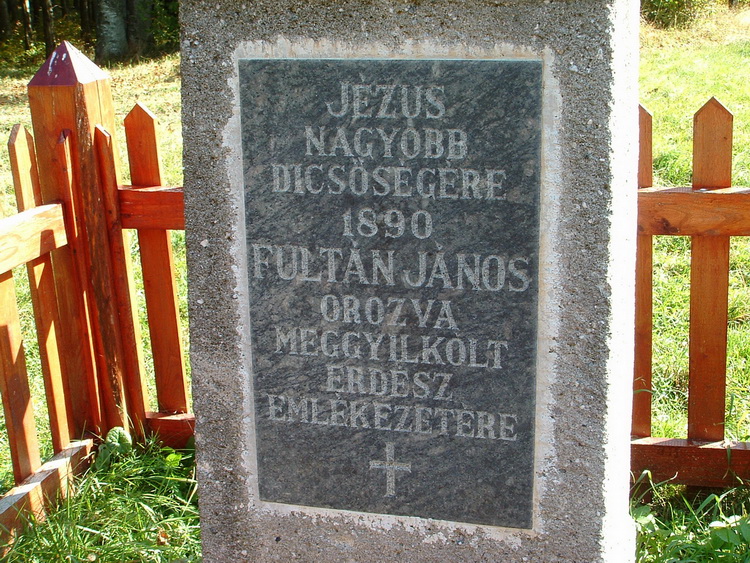 JÉZUS
NAGYOBB
DICSŐSÉGÉRE
1890
FULTÁN JÁNOS
OROZVA
MEGGYILKOLT
ERDÉSZ
EMLÉKEZETÉRE